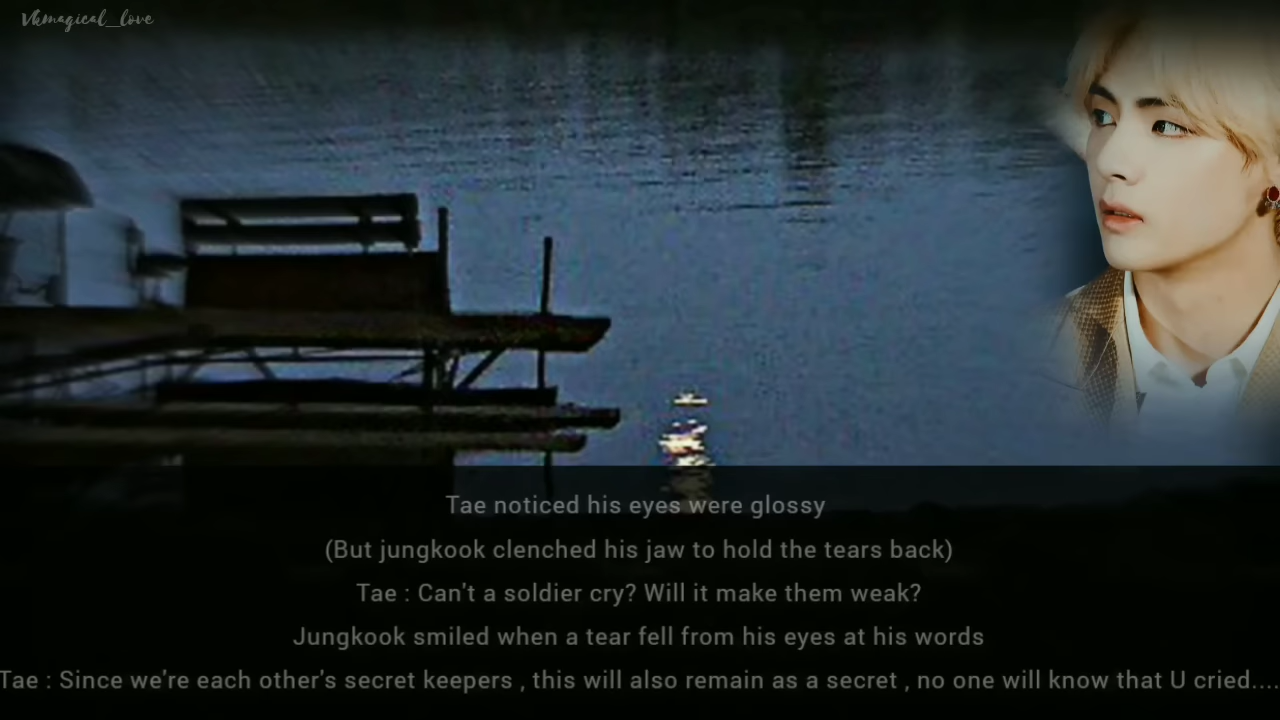 Vkmagical_love
Tae noticed his eyes were glossy
(But jungkook clenched his jaw to hold the tears back)
Tae : Can't a soldier cry? Will it make them weak?
Jungkook smiled when a tear fell from his eyes at his words
Tae : Since we're each other's secret keepers , this will also remain as a secret , no one will know that U cried....